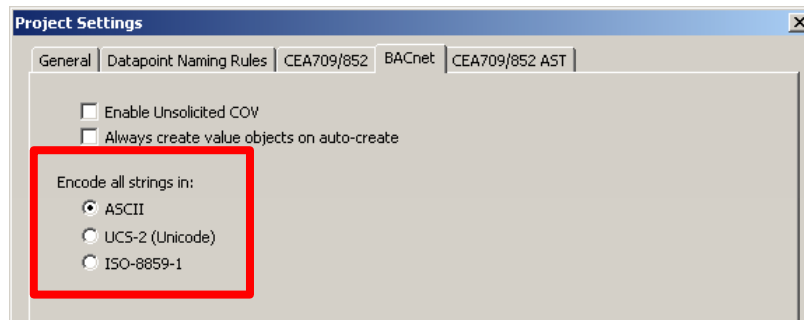 Project Settings
General Datapoint Naming Rules CEA709/852 BACnet CEA709/852 AST
Enable Unsolicited COV
Always create value objects on auto-create
Encode all strings in:
ASCII
UCS-2 (Unicode)
ISO-8859-1